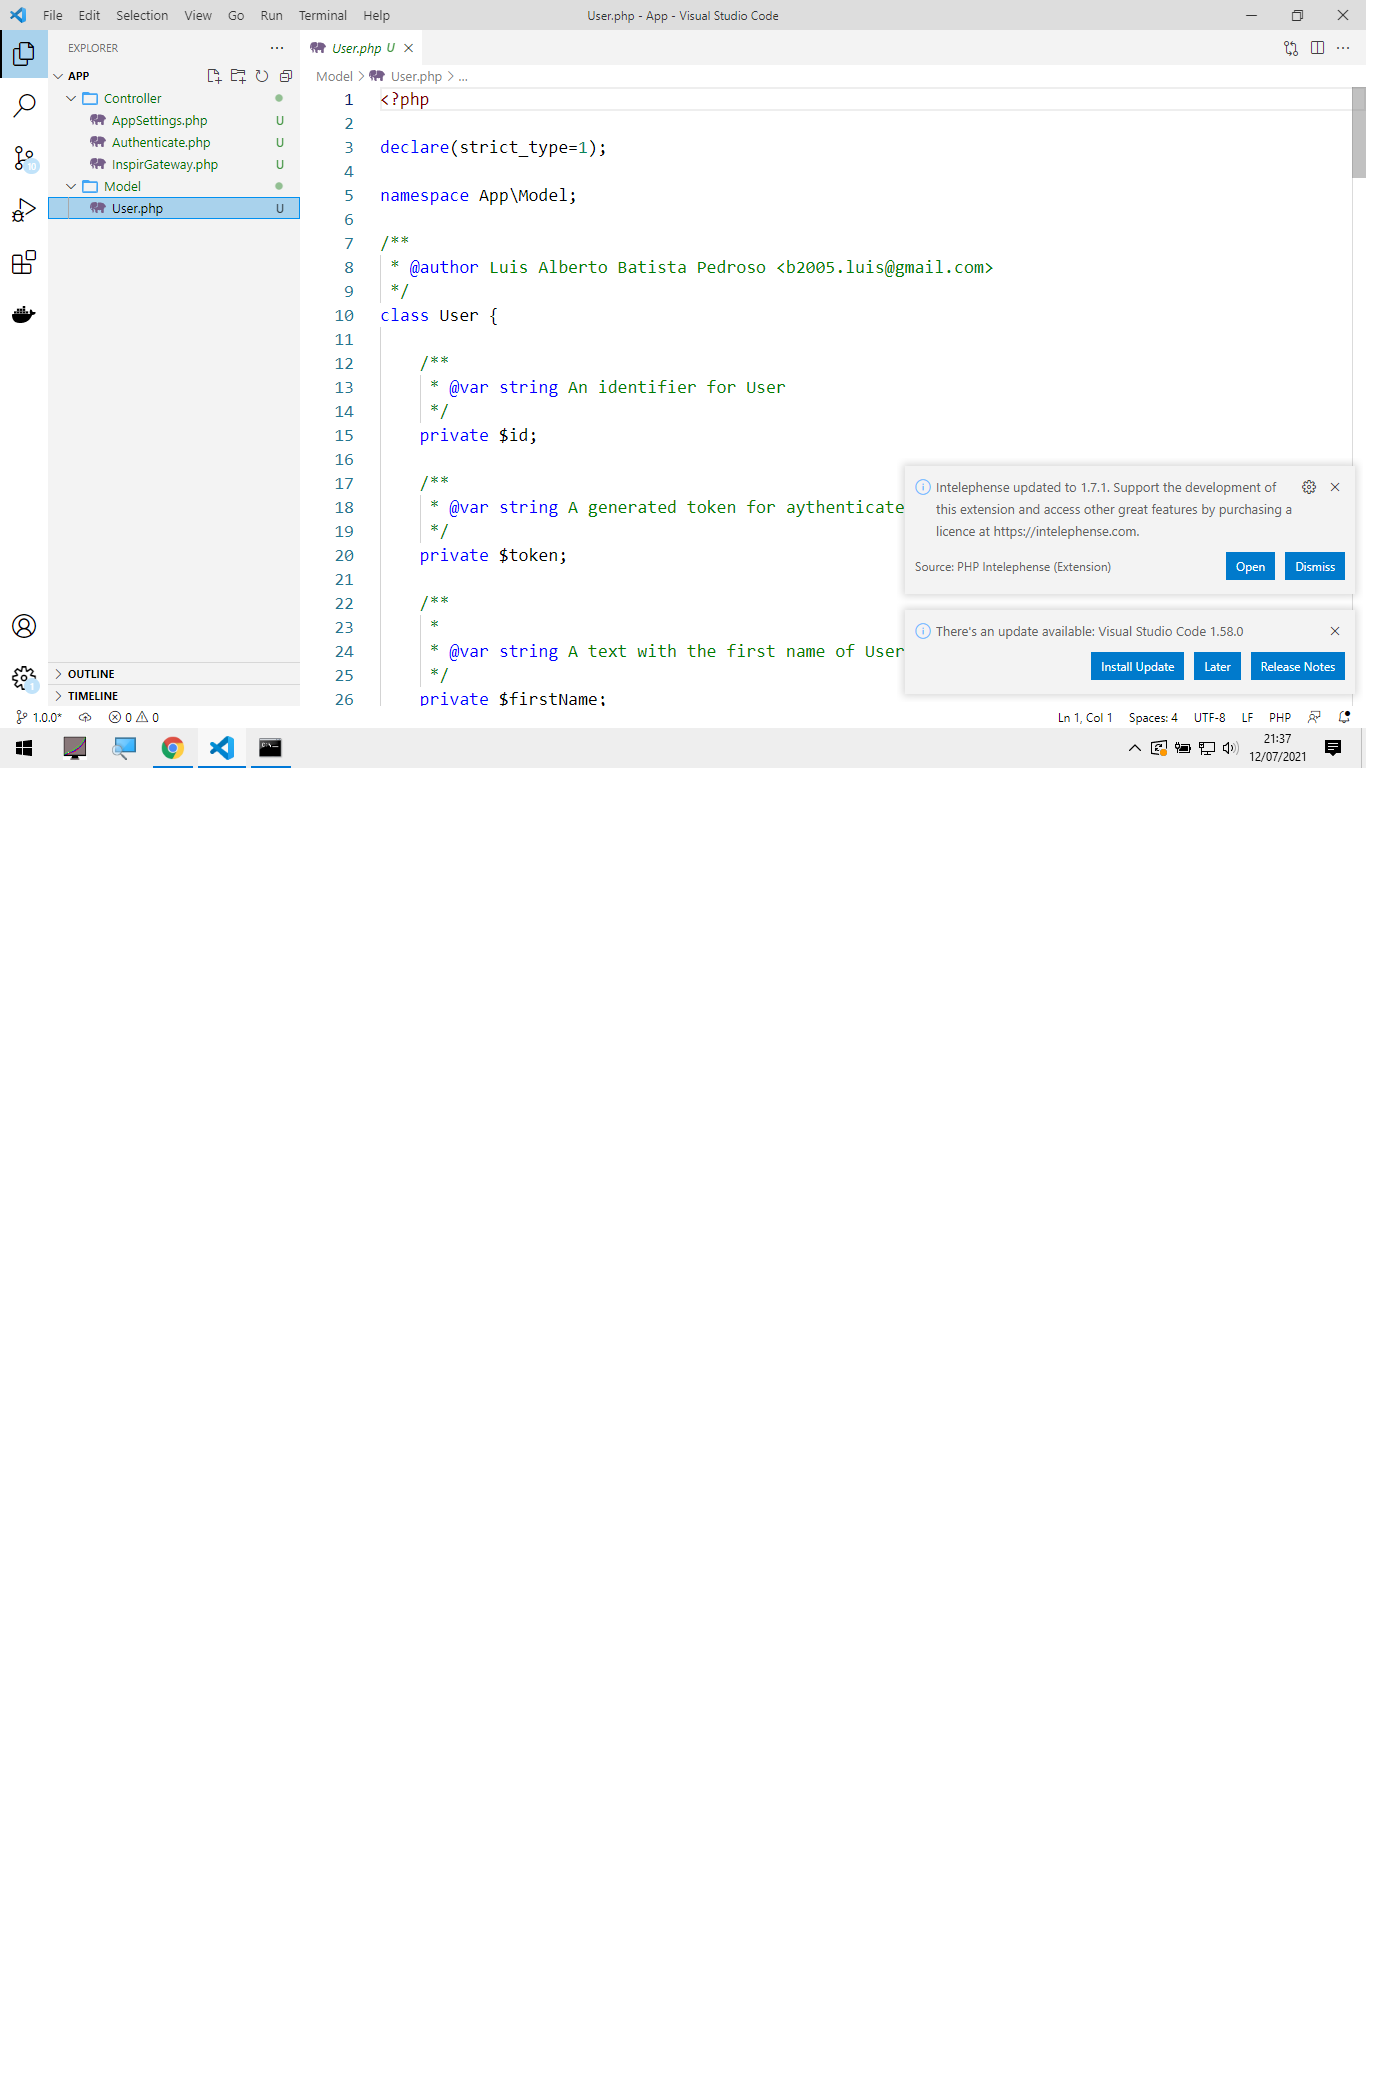 File Edit Selection View Go Run Terminal Help
User.php - App - Visual Studio Code
EXPLORER
APP
Controller
AppSettings.php U
Authenticate.php U
InspirGateway.php U
Model
User.php U
OUTLINE
TIMELINE
User.php U
Model > User.php > ...
1 <?php
2
3 declare(strict_type=1);
4
5 namespace App\Model;
6
7 /**
8 * @author Luis Alberto Batista Pedroso <b2005.luis@gmail.com>
9 */
10 class User {
11
12 /**
13 * @var string An identifier for User
14 */
15 private $id;
16
17 /**
18 * @var string A generated token for aythenticate
19 */
20 private $token;
21
22 /**
23 *
24 * @var string A text with the first name of User
25 */
26 private $firstName;
Intelephense updated to 1.7.1. Support the development of
this extension and access other great features by purchasing a
licence at https://intelephense.com.
Source: PHP Intelephense (Extension) Open Dismiss
There's an update available: Visual Studio Code 1.58.0
Install Update Later Release Notes
10
1
1.0.0* 0 0 Ln 1, Col 1 Spaces: 4 UTF-8 LF PHP
21:37
12/07/2021